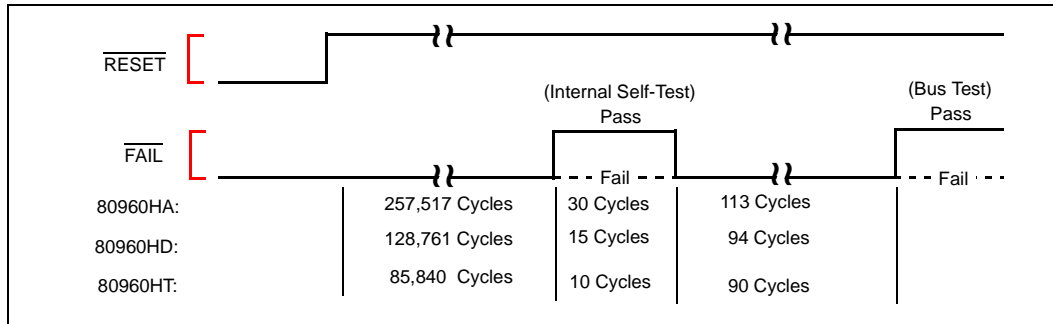 RESET
(Internal Self-Test)
Pass
(Bus Test)
Pass
FAIL
Fail
Fail
80960HA: 257,517 Cycles 30 Cycles 113 Cycles
80960HD: 128,761 Cycles 15 Cycles 94 Cycles
80960HT: 85,840 Cycles 10 Cycles 90 Cycles